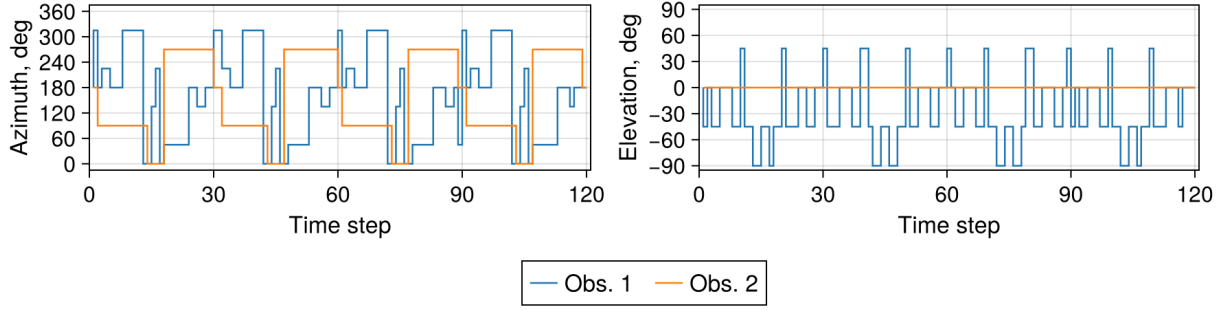 Azimuth, deg
360
300
240
180
120
60
0
0 30 60 90 120
Time step
Elevation, deg
90
60
30
0
−30
−60
−90
0 30 60 90 120
Time step
Obs. 1 Obs. 2